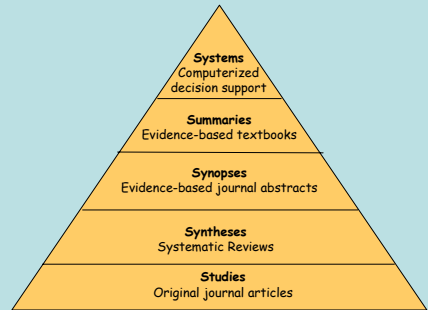 Systems
Computerized
decision support
Summaries
Evidence-based textbooks
Synopses
Evidence-based journal abstracts
Syntheses
Systematic Reviews
Studies
Original journal articles